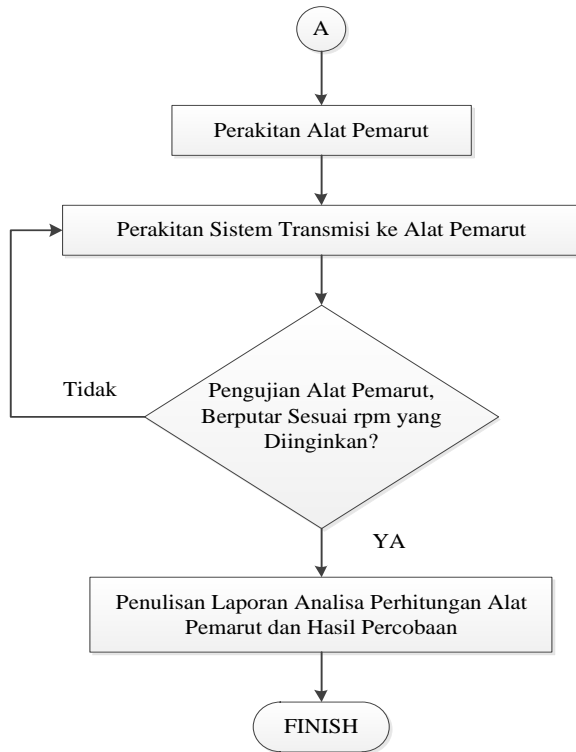 A
Perakitan Alat Pemarut
Perakitan Sistem Transmisi ke Alat Pemarut
Tidak
Pengujian Alat Pemarut,
Berputar Sesuai rpm yang
Diinginkan?
YA
Penulisan Laporan Analisa Perhitungan Alat
Pemarut dan Hasil Percobaan
FINISH